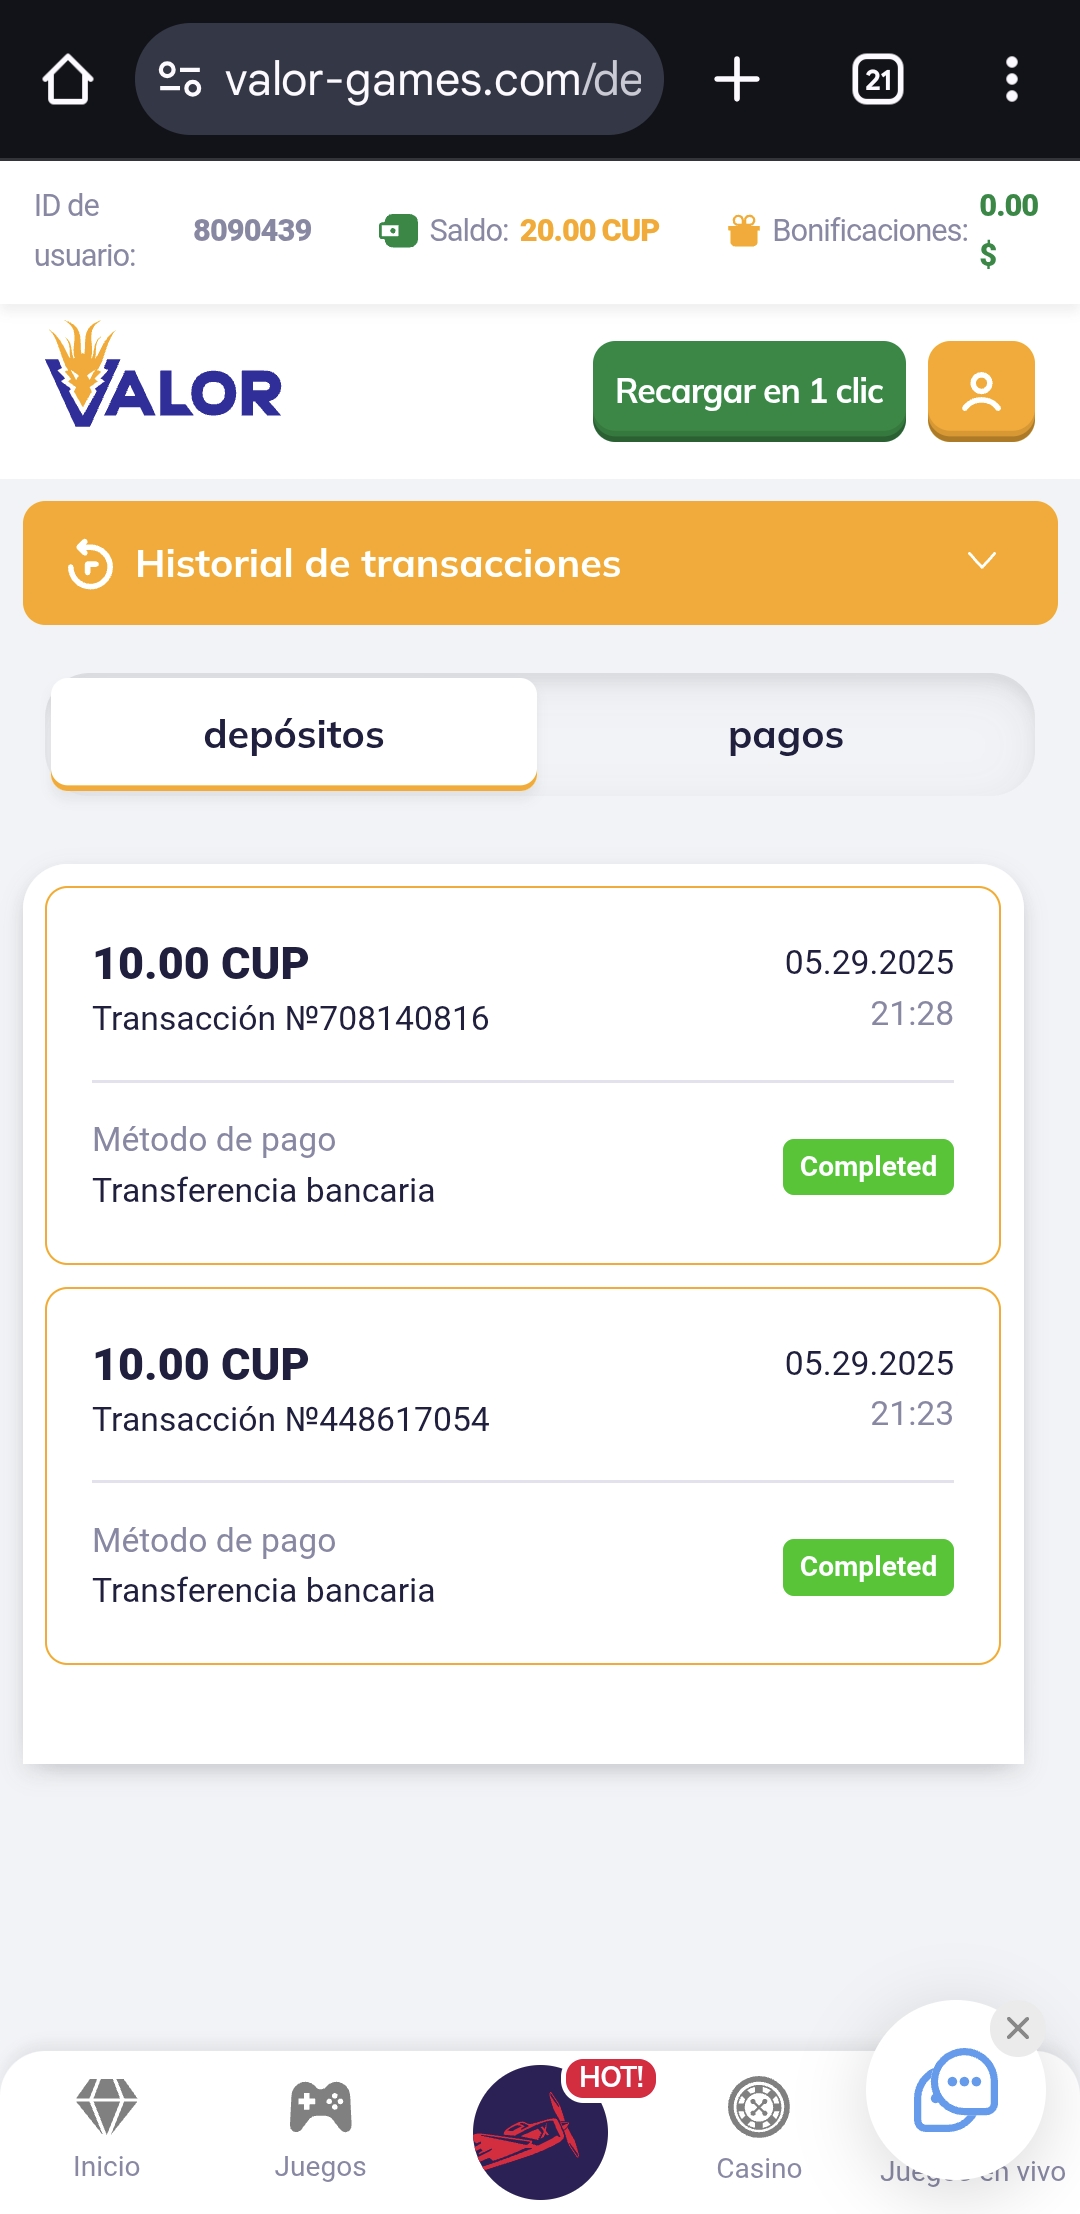 valor-games.com/de
21
ID de
usuario:
8090439
Saldo: 20.00 CUP
Bonificaciones:
0.00
$
VALOR
Recargar en 1 clic
Historial de transacciones
depósitos
pagos
10.00 CUP
05.29.2025
Transacción №708140816
21:28
Método de pago
Transferencia bancaria
Completed
10.00 CUP
05.29.2025
Transacción №448617054
21:23
Método de pago
Transferencia bancaria
Completed
HOT!
Inicio
Juegos
Casino
Juegos en vivo